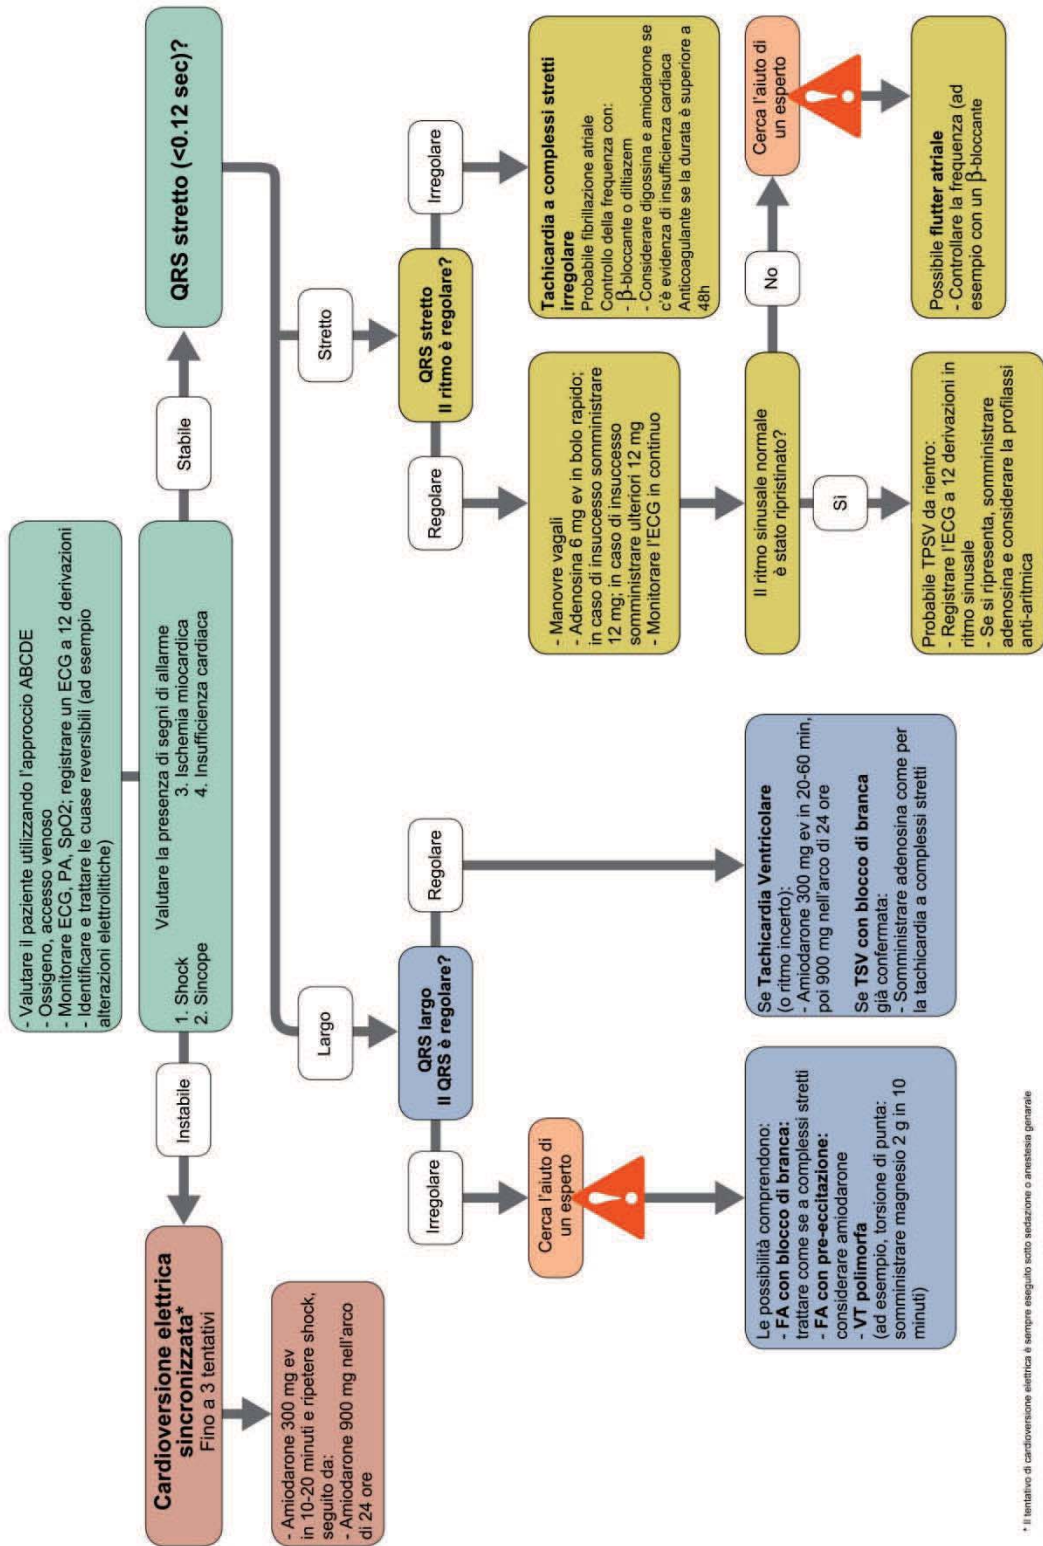 - Valutare il paziente utilizzando l'approccio ABCDE
- Ossigeno, accesso venoso
- Monitorare ECG, PA, SpO2; registrare un ECG a 12 derivazioni
- Identificare e trattare le cuase reversibili (ad esempio
alterazioni elettrolittiche)
Valutare la presenza di segni di allarme
1. Shock
2. Sincope
3. Ischemia miocardica
4. Insufficienza cardiaca
Instabile
Stabile
Cardioversione elettrica
sincronizzata*
Fino a 3 tentativi
- Amiodarone 300 mg ev
in 10-20 minuti e ripetere shock,
seguito da:
- Amiodarone 900 mg nell'arco
di 24 ore
QRS stretto (<0.12 sec)?
Largo
Stretto
QRS largo
Il QRS è regolare?
Irregolare
Regolare
Cerca l'aiuto di
un esperto
!
Le possibilità comprendono:
- FA con blocco di branca:
trattare come se a complessi stretti
- FA con pre-eccitazione:
considerare amiodarone
- VT polimorfa
(ad esempio, torsione di punta:
somministrare magnesio 2 g in 10
minuti)
Se Tachicardia Ventricolare
(o ritmo incerto):
- Amiodarone 300 mg ev in 20-60 min,
poi 900 mg nell'arco di 24 ore
Se TSV con blocco di branca
già confermata:
- Somministrare adenosina come per
la tachicardia a complessi stretti
QRS stretto
Il ritmo è regolare?
Regolare
Irregolare
- Manovre vagali
- Adenosina 6 mg ev in bolo rapido;
in caso di insuccesso somministrare
12 mg; in caso di insuccesso
somministrare ulteriori 12 mg
- Monitorare l'ECG in continuo
Tachicardia a complessi stretti
irregolare
Probabile fibrillazione atriale
Controllo della frequenza con:
- β-bloccante o diltiazem
- Considerare digossina e amiodarone se
c'è evidenza di insufficienza cardiaca
Anticoagulante se la durata è superiore a
48h
Il ritmo sinusale normale
è stato ripristinato?
Sì
No
Cerca l'aiuto di
un esperto
!
Probabile TPSV da rientro:
- Registrare l'ECG a 12 derivazioni in
ritmo sinusale
- Se si ripresenta, somministrare
adenosina e considerare la profilassi
anti-aritmica
Possibile flutter atriale
- Controllare la frequenza (ad
esempio con un β-bloccante
* Il tentativo di cardioversione elettrica è sempre eseguito sotto sedazione o anestesia genarale